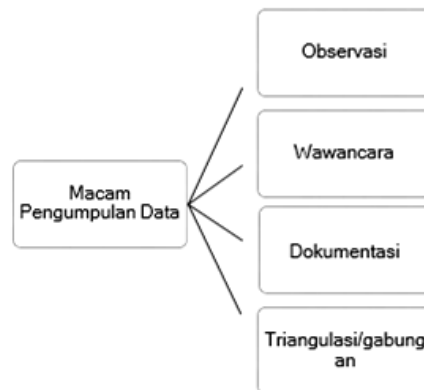 Observasi
Wawancara
Macam
Pengumpulan Data
Dokumentasi
Triangulasi/gabung
an